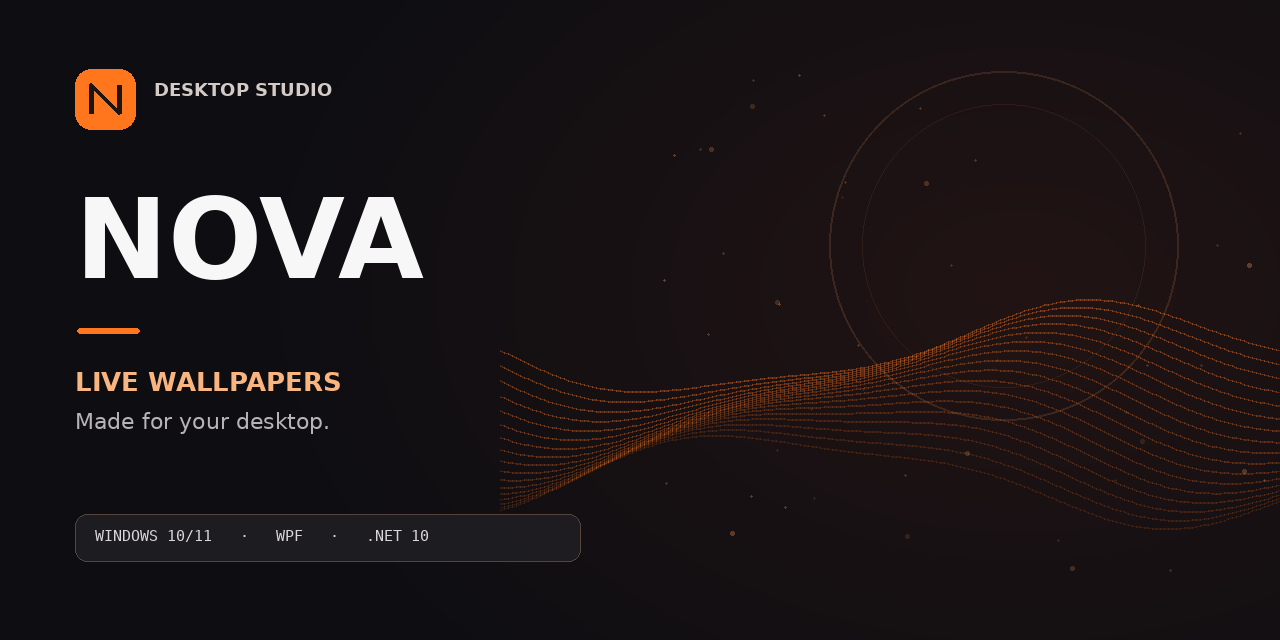 N
DESKTOP STUDIO
NOVA
LIVE WALLPAPERS
Made for your desktop.
WINDOWS 10/11 · WPF · .NET 10